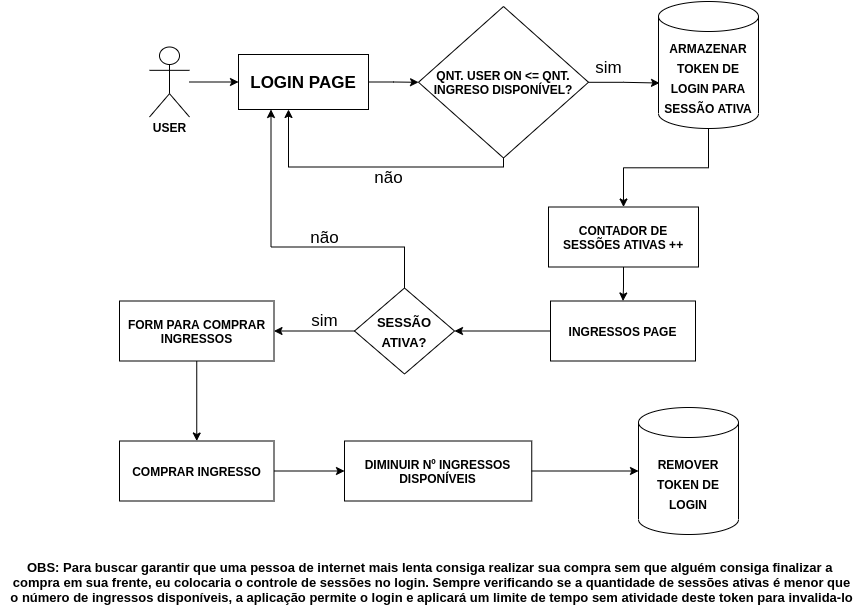 USER
LOGIN PAGE
QNT. USER ON <= QNT.
INGRESO DISPONÍVEL?
sim
ARMAZENAR
TOKEN DE
LOGIN PARA
SESSÃO ATIVA
não
CONTADOR DE
SESSÕES ATIVAS ++
INGRESSOS PAGE
não
SESSÃO
ATIVA?
sim
FORM PARA COMPRAR
INGRESSOS
COMPRAR INGRESSO
DIMINUIR Nº INGRESSOS
DISPONÍVEIS
REMOVER
TOKEN DE
LOGIN
OBS: Para buscar garantir que uma pessoa de internet mais lenta consiga realizar sua compra sem que alguém consiga finalizar a
compra em sua frente, eu colocaria o controle de sessões no login. Sempre verificando se a quantidade de sessões ativas é menor que
o número de ingressos disponíveis, a aplicação permite o login e aplicará um limite de tempo sem atividade deste token para invalida-lo